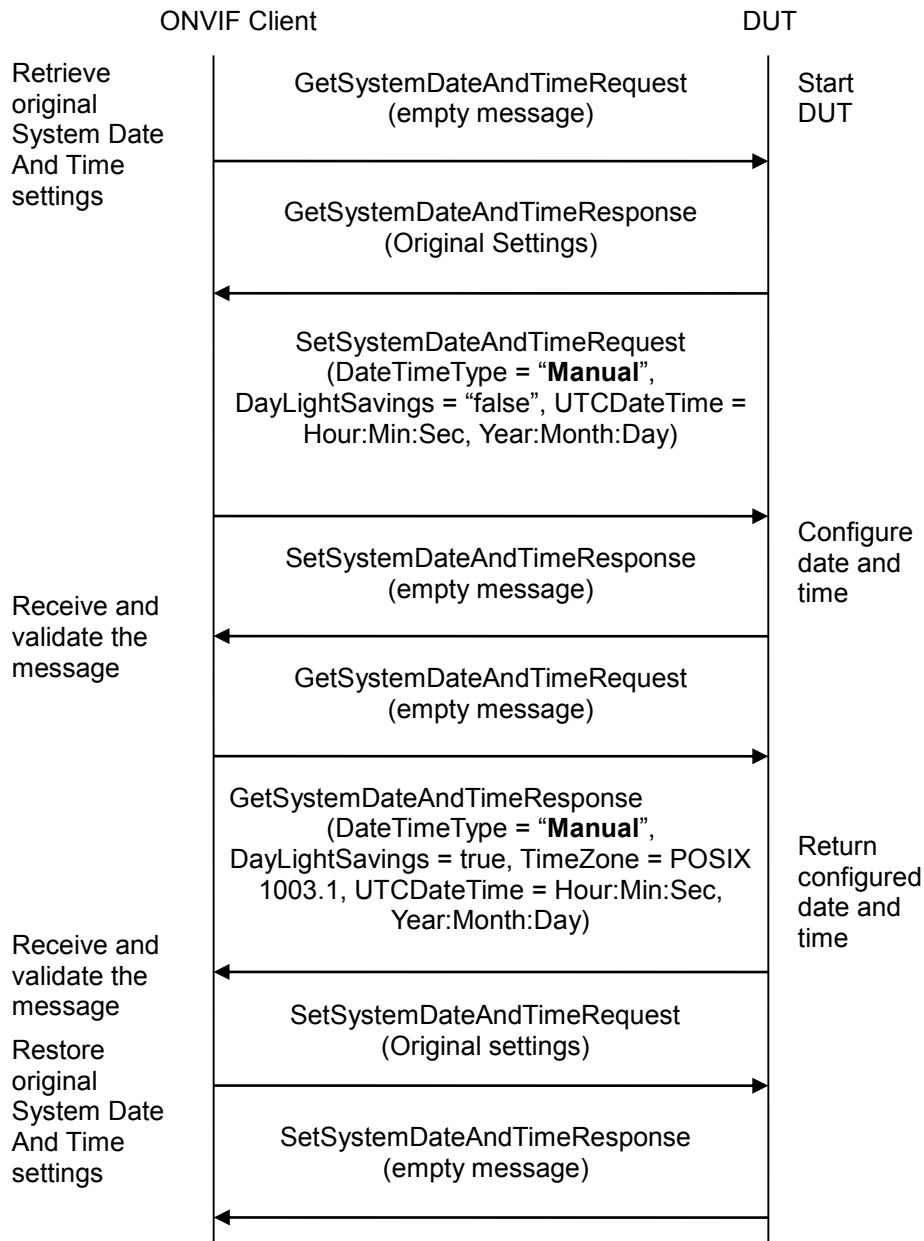 ONVIF Client
DUT
Retrieve
original
System Date
And Time
settings
GetSystemDateAndTimeRequest
(empty message)
Start
DUT
GetSystemDateAndTimeResponse
(Original Settings)
SetSystemDateAndTimeRequest
(DateTimeType = “Manual”,
DayLightSavings = “false”, UTCDateTime =
Hour:Min:Sec, Year:Month:Day)
Configure
date and
time
SetSystemDateAndTimeResponse
(empty message)
Receive and
validate the
message
GetSystemDateAndTimeRequest
(empty message)
GetSystemDateAndTimeResponse
(DateTimeType = “Manual”,
DayLightSavings = true, TimeZone = POSIX
1003.1, UTCDateTime = Hour:Min:Sec,
Year:Month:Day)
Return
configured
date and
time
Receive and
validate the
message
SetSystemDateAndTimeRequest
(Original settings)
Restore
original
System Date
And Time
settings
SetSystemDateAndTimeResponse
(empty message)